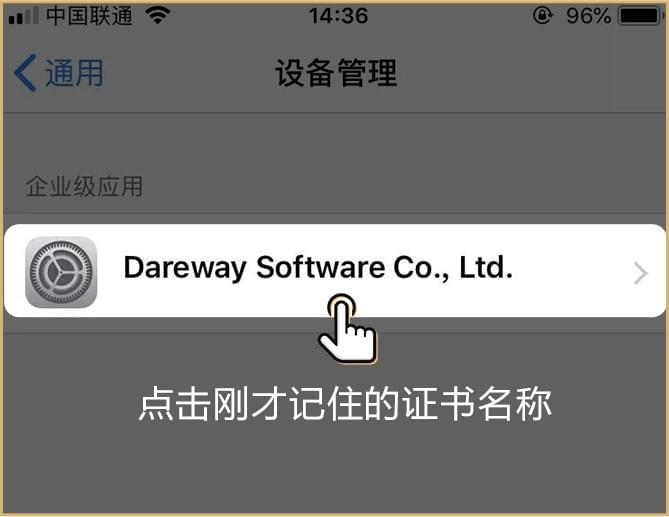 中国联通 14:36 96%
通用 设备管理
企业级应用
Dareway Software Co., Ltd.
点击刚才记住的证书名称